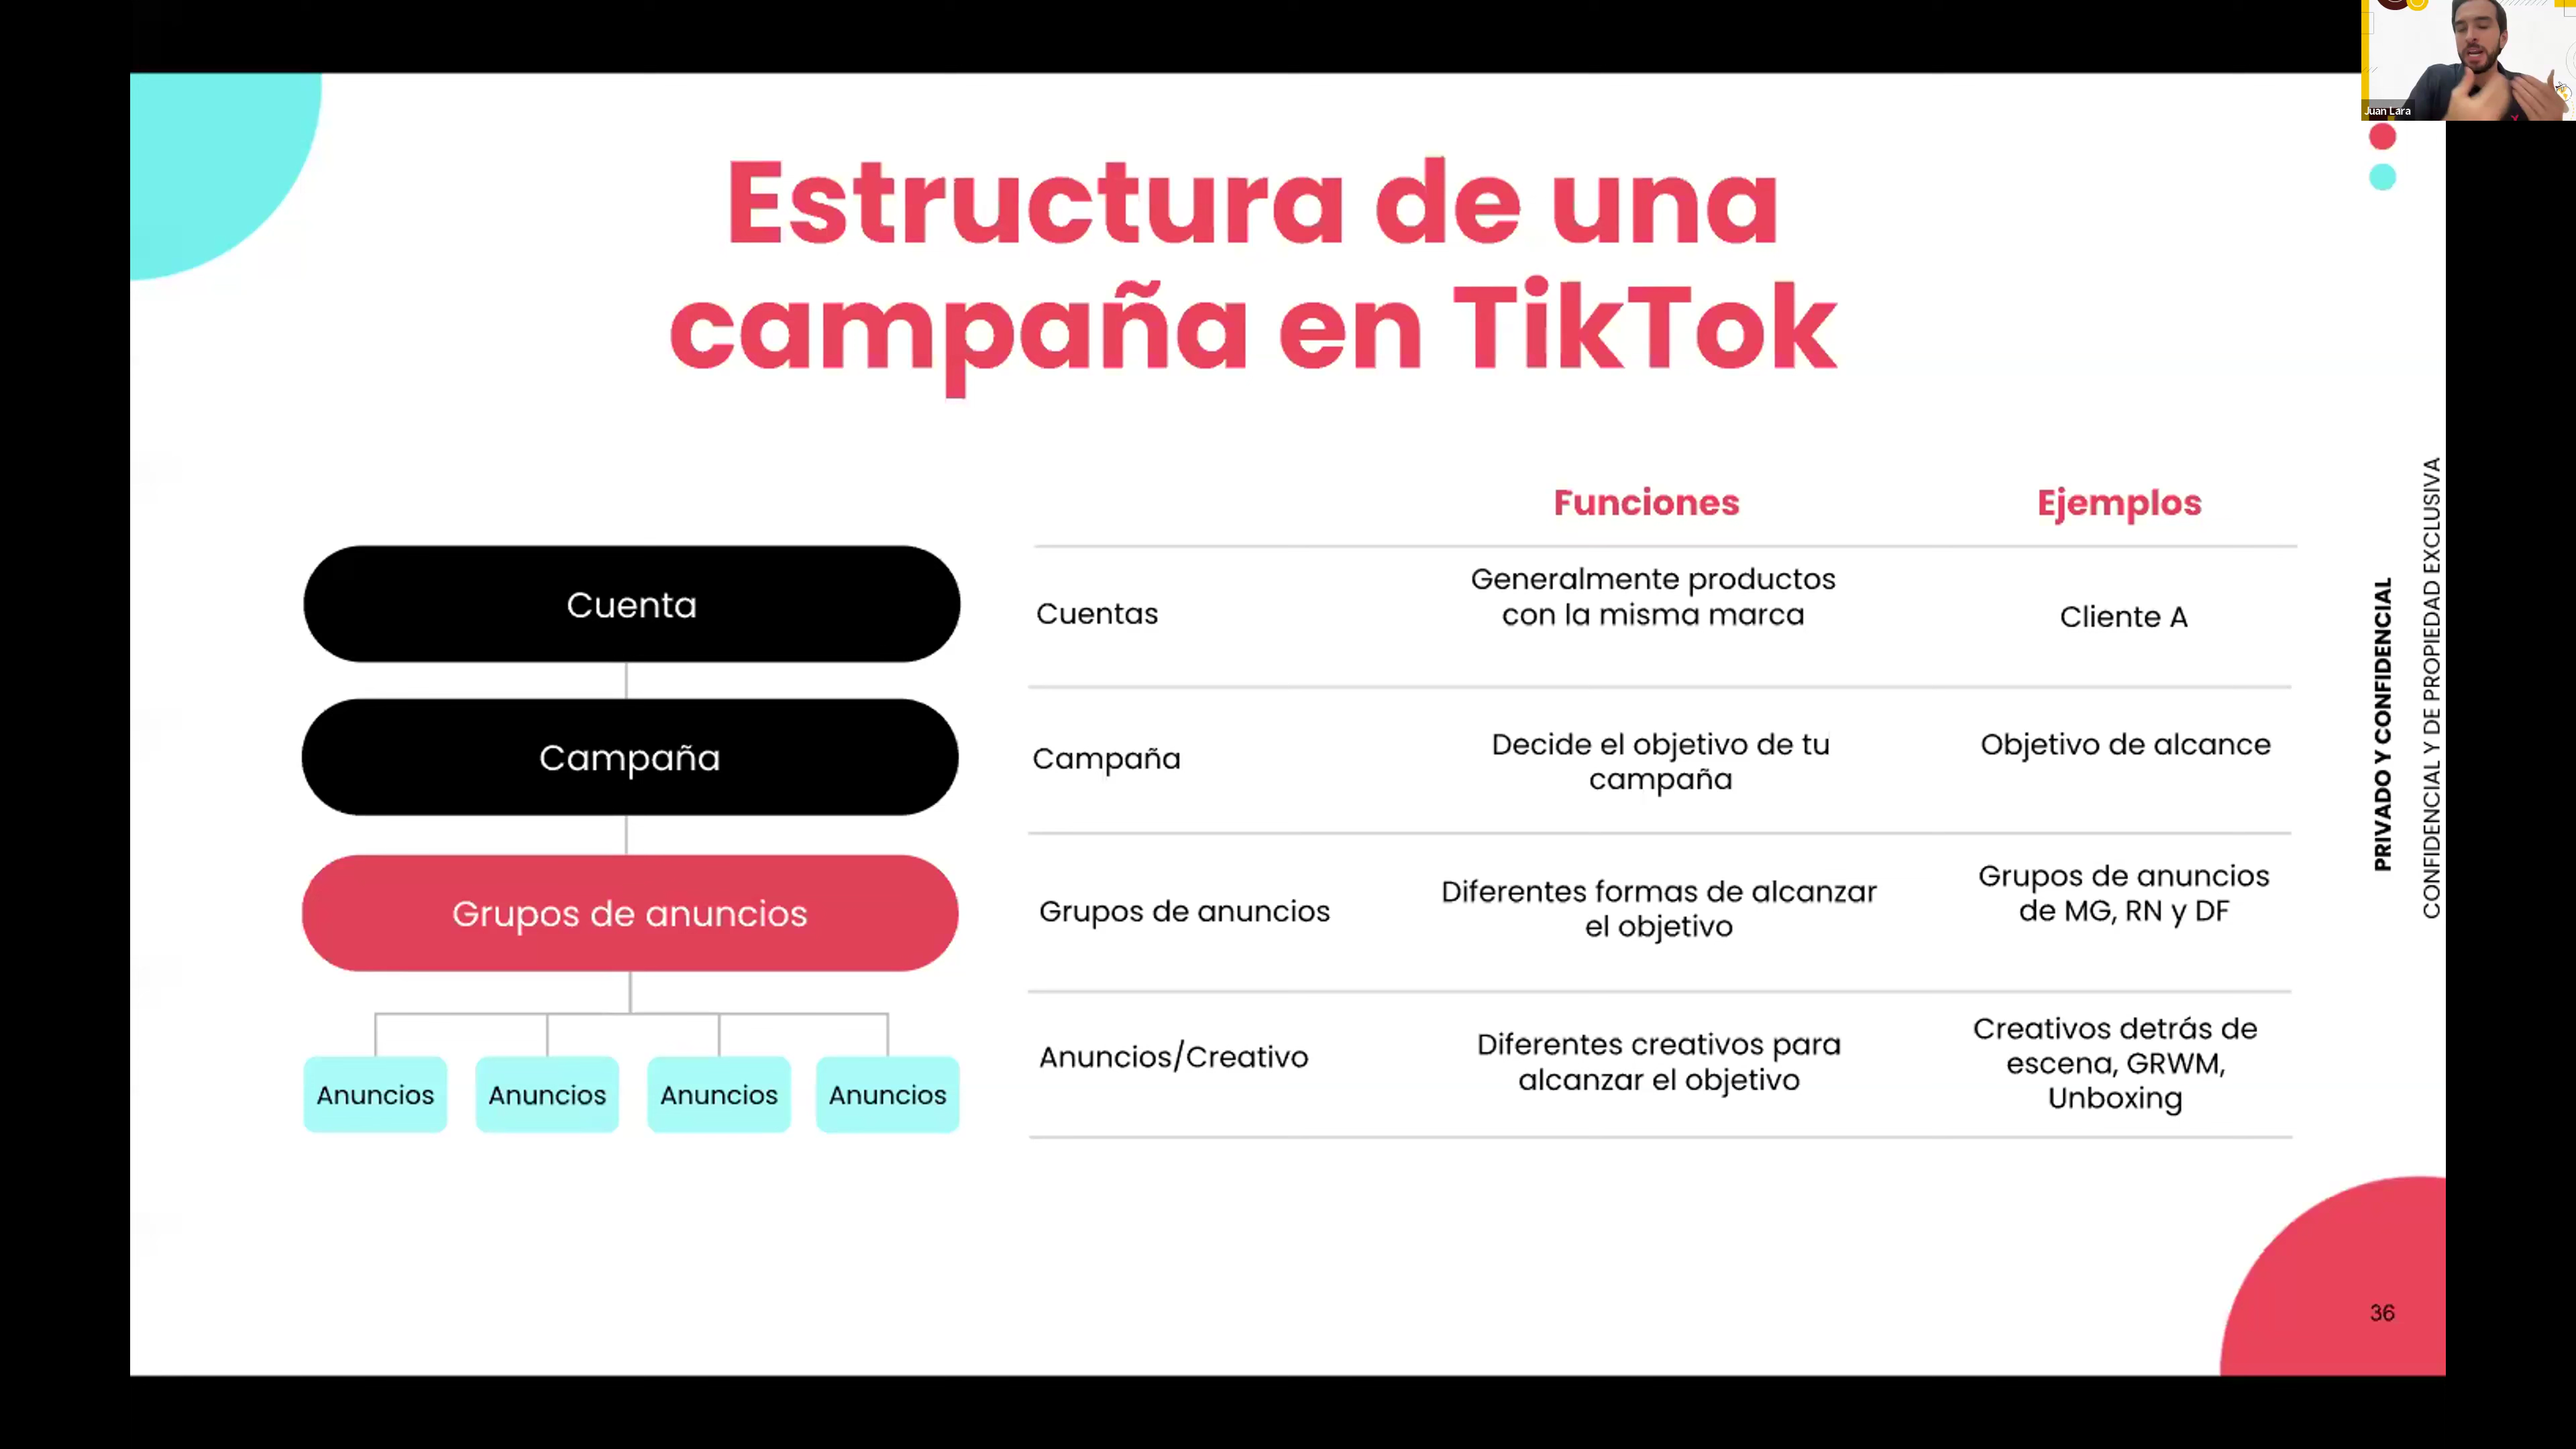 Juan Lara
Estructura de una
campaña en TikTok
Funciones
Ejemplos
Cuenta
Campaña
Grupos de anuncios
Anuncios
Anuncios
Anuncios
Anuncios
Cuentas
Generalmente productos
con la misma marca
Cliente A
Campaña
Decide el objetivo de tu
campaña
Objetivo de alcance
Grupos de anuncios
Diferentes formas de alcanzar
el objetivo
Grupos de anuncios
de MG, RN y DF
Anuncios/Creativo
Diferentes creativos para
alcanzar el objetivo
Creativos detrás de
escena, GRWM,
Unboxing
PRIVADO Y CONFIDENCIAL
CONFIDENCIAL Y DE PROPIEDAD EXCLUSIVA
36